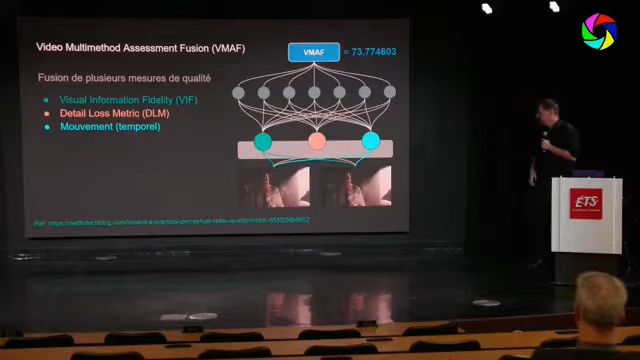 Video Multimethod Assessment Fusion (VMAF)
VMAF = 73.774603
Fusion de plusieurs mesures de qualité
Visual Information Fidelity (VIF)
Detail Loss Metric (DLM)
Mouvement (temporel)
ÉTS